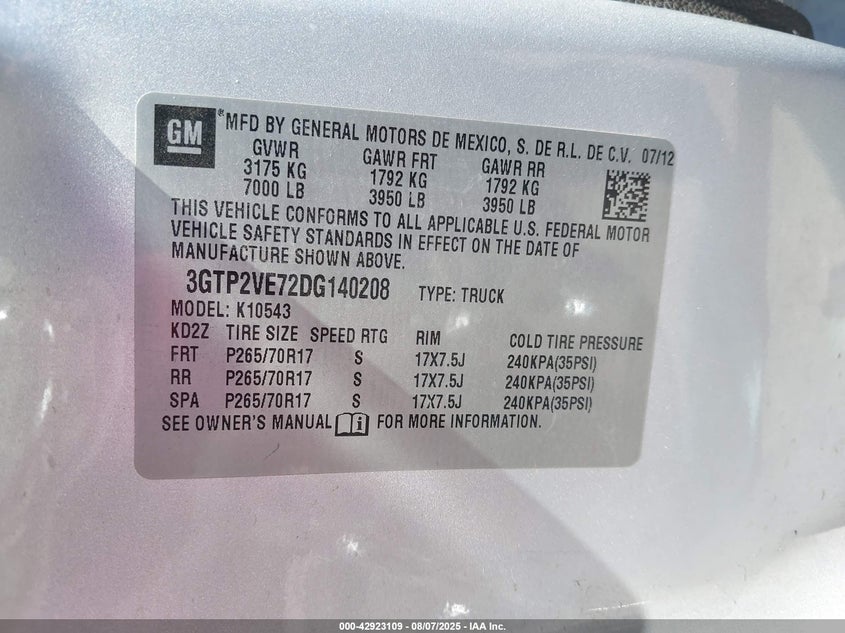 GM ® MFD BY GENERAL MOTORS DE MEXICO, S. DE R.L. DE C.V. 07/12
GVWR GAWR FRT GAWR RR
3175 KG 1792 KG 1792 KG
7000 LB 3950 LB 3950 LB
THIS VEHICLE CONFORMS TO ALL APPLICABLE U.S. FEDERAL MOTOR
VEHICLE SAFETY STANDARDS IN EFFECT ON THE DATE OF
MANUFACTURE SHOWN ABOVE.
3GTP2VE72DG140208 TYPE: TRUCK
MODEL: K10543
KD2Z TIRE SIZE SPEED RTG RIM COLD TIRE PRESSURE
FRT P265/70R17 S 17X7.5J 240KPA(35PSI)
RR P265/70R17 S 17X7.5J 240KPA(35PSI)
SPA P265/70R17 S 17X7.5J 240KPA(35PSI)
SEE OWNER'S MANUAL i FOR MORE INFORMATION.
000-42923109 - 08/07/2025 - IAA Inc.